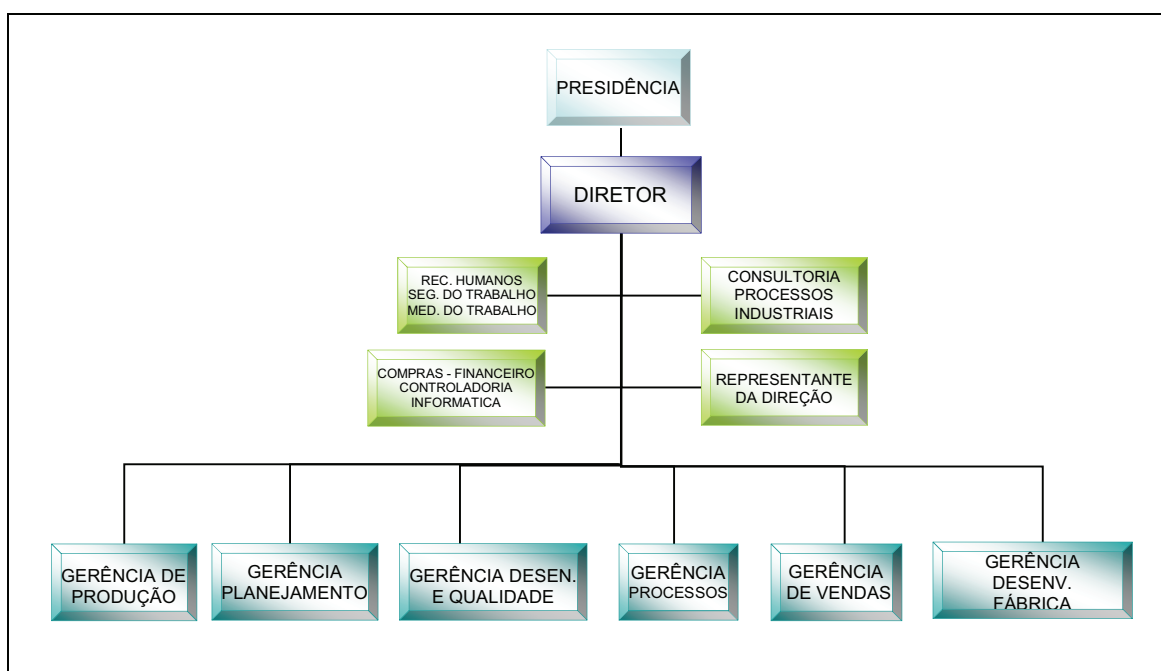 PRESIDÊNCIA
DIRETOR
REC. HUMANOS
SEG. DO TRABALHO
MED. DO TRABALHO
CONSULTORIA
PROCESSOS
INDUSTRIAIS
COMPRAS - FINANCEIRO
CONTROLADORIA
INFORMATICA
REPRESENTANTE
DA DIREÇÃO
GERÊNCIA DE
PRODUÇÃO
GERÊNCIA
PLANEJAMENTO
GERÊNCIA DESEN.
E QUALIDADE
GERÊNCIA
PROCESSOS
GERÊNCIA
DE VENDAS
GERÊNCIA
DESENV.
FÁBRICA